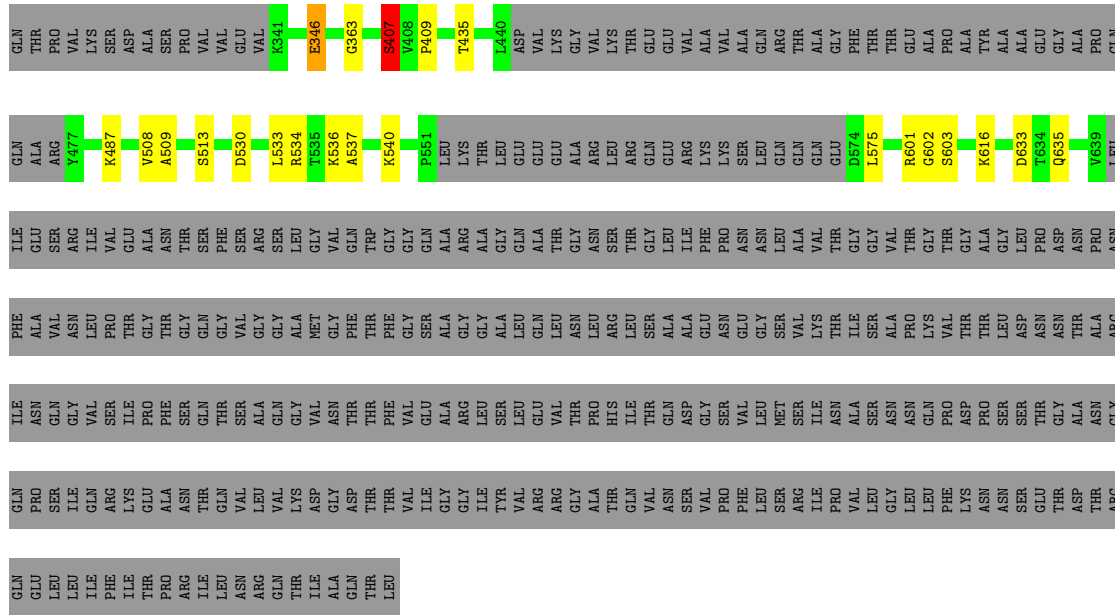 GLN THR PRO VAL LYS SER ASP ALA SER PRO VAL VAL GLU VAL K341 E346 G363 S407 V408 P409 T435 L440 ASP VAL LYS GLY VAL LYS THR GLU GLU VAL ALA VAL ALA GLN ARG THR ALA GLY PHE THR THR GLU ALA PRO ALA TYR ALA ALA GLU GLY ALA PRO GLN
GLN ALA ARG Y477 K487 V508 A509 S513 D530 L533 R534 T535 K536 A537 K540 P551 LEU LYS THR LEU GLU GLU ALA ARG LEU ARG GLN GLU ARG LYS LYS SER LEU GLN GLN GLN GLU D574 L575 R601 G602 S603 K616 D633 T634 Q635 V639 LEU
ILE GLU SER ARG ILE VAL GLU ALA ASN THR SER PHE SER ARG SER LEU GLY VAL GLN TRP GLY GLY GLN ALA ARG ALA GLY GLN ALA THR GLY ASN SER THR GLY LEU ILE PHE PRO ASN ASN LEU ALA VAL THR GLY GLY VAL THR GLY THR GLY ALA GLY LEU PRO ASP ASN PRO ASN
PHE ALA VAL ASN LEU PRO THR GLY THR GLY GLN GLY VAL GLY GLY ALA MET GLY PHE THR PHE GLY SER ALA GLY GLY ALA LEU GLN LEU ASN LEU ARG LEU SER ALA ALA GLU ASN GLU GLY SER VAL LYS THR ILE SER ALA PRO LYS VAL THR THR LEU ASP ASN ASN THR ALA ARG
ILE ASN GLN GLY VAL SER ILE PRO PHE SER GLN THR SER ALA GLN GLY VAL ASN THR THR PHE VAL GLU ALA ARG LEU SER LEU GLU VAL THR PRO HIS ILE THR GLN ASP GLY SER VAL LEU MET SER ILE ASN ALA SER ASN ASN GLN PRO ASP PRO SER SER THR GLY ALA ASN GLY
GLN PRO SER ILE GLN ARG LYS GLU ALA ASN THR GLN VAL LEU VAL LYS ASP GLY ASP THR THR VAL ILE GLY GLY ILE TYR VAL ARG ARG GLY ALA THR GLN VAL ASN SER VAL PRO PHE LEU SER ARG ILE PRO VAL LEU GLY LEU LEU PHE LYS ASN ASN SER GLU THR ASP THR ARG
GLN GLU LEU LEU ILE PHE ILE THR PRO ARG ILE LEU ASN ARG GLN THR ILE ALA GLN THR LEU